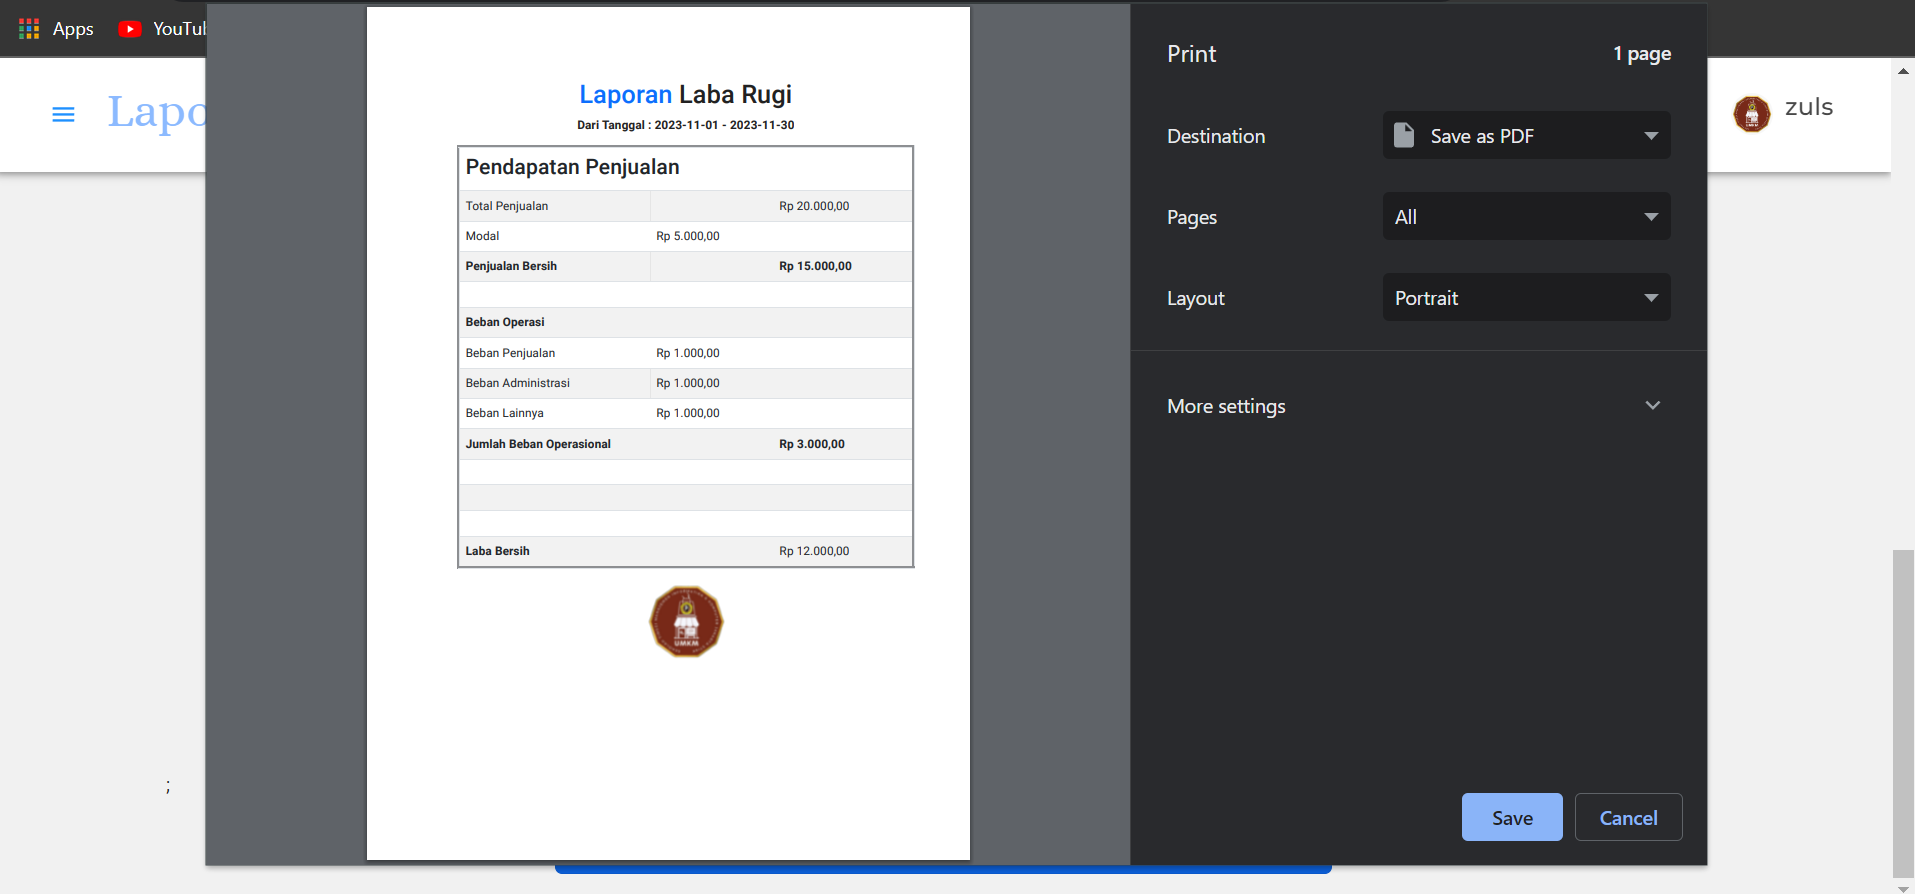 Apps
YouTul
Lapo
zuls
Laporan Laba Rugi
Dari Tanggal : 2023-11-01 - 2023-11-30
Pendapatan Penjualan
Total Penjualan Rp 20.000,00
Modal Rp 5.000,00
Penjualan Bersih Rp 15.000,00
Beban Operasi
Beban Penjualan Rp 1.000,00
Beban Administrasi Rp 1.000,00
Beban Lainnya Rp 1.000,00
Jumlah Beban Operasional Rp 3.000,00
Laba Bersih Rp 12.000,00
UMKM
;
Print 1 page
Destination Save as PDF
Pages All
Layout Portrait
More settings
Save Cancel